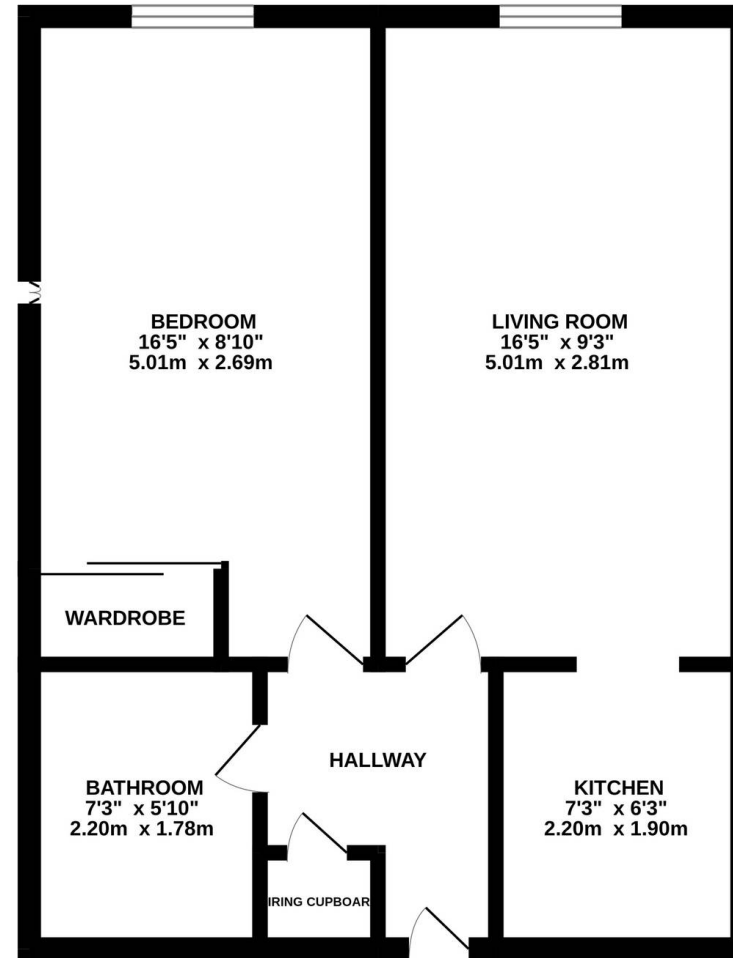 BEDROOM
16'5" x 8'10"
5.01m x 2.69m
LIVING ROOM
16'5" x 9'3"
5.01m x 2.81m
WARDROBE
HALLWAY
BATHROOM
7'3" x 5'10"
2.20m x 1.78m
KITCHEN
7'3" x 6'3"
2.20m x 1.90m
IRING CUPBOAR